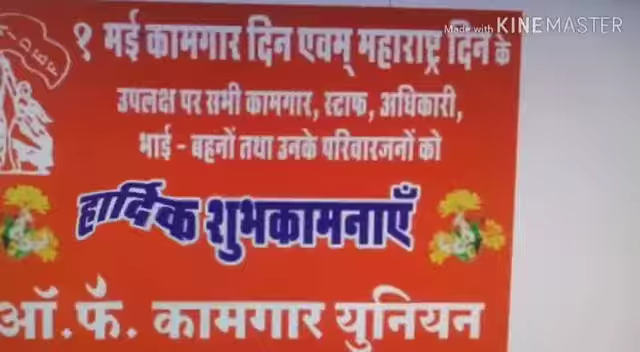 Made with KINEMASTER
१ मई कामगार दिन एवम् महाराष्ट्र दिन के
उपलक्ष पर सभी कामगार, स्टाफ, अधिकारी,
भाई - बहनों तथा उनके परिवारजनों को
हार्दिक शुभकामनाएँ
ऑ.फॅ. कामगार युनियन